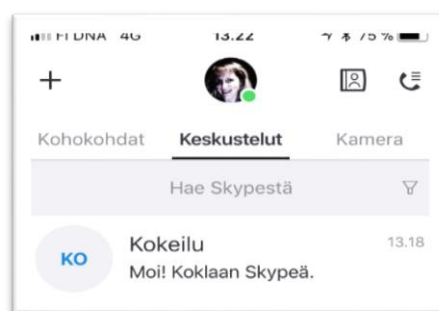 FI DNA 4G 13.22 75 %
Kohokohdat Keskustelut Kamera
Hae Skypestä
KO Kokeilu 13.18
Moi! Koklaan Skypeä.